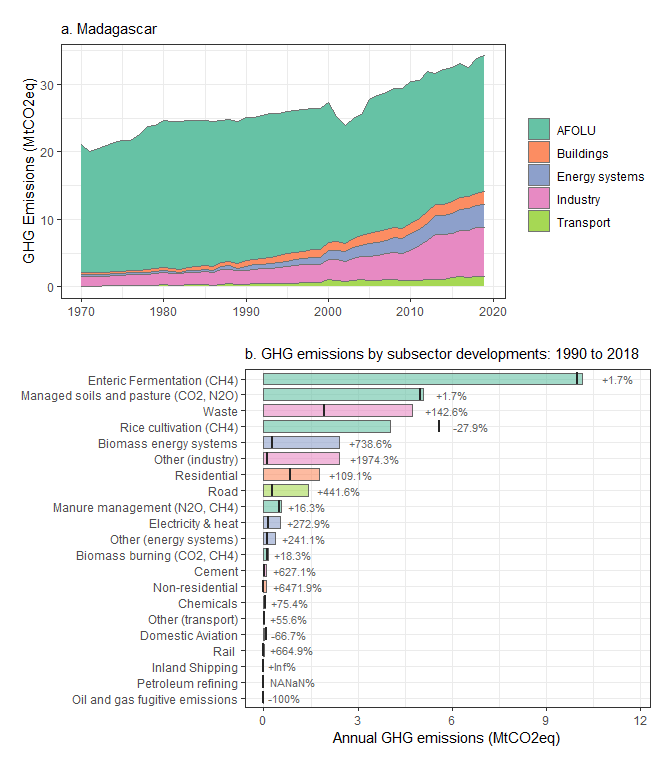 a. Madagascar
GHG Emissions (MtCO2eq)
30
20
10
0
1970
1980
1990
2000
2010
2020
AFOLU
Buildings
Energy systems
Industry
Transport
b. GHG emissions by subsector developments: 1990 to 2018
Enteric Fermentation (CH4) +1.7%
Managed soils and pasture (CO2, N2O) +1.7%
Waste +142.6%
Rice cultivation (CH4) -27.9%
Biomass energy systems +738.6%
Other (industry) +1974.3%
Residential +109.1%
Road +441.6%
Manure management (N2O, CH4) +16.3%
Electricity & heat +272.9%
Other (energy systems) +241.1%
Biomass burning (CO2, CH4) +18.3%
Cement +627.1%
Non-residential +6471.9%
Chemicals +75.4%
Other (transport) +55.6%
Domestic Aviation -66.7%
Rail +664.9%
Inland Shipping +Inf%
Petroleum refining NANaN%
Oil and gas fugitive emissions -100%
0
3
6
9
12
Annual GHG emissions (MtCO2eq)